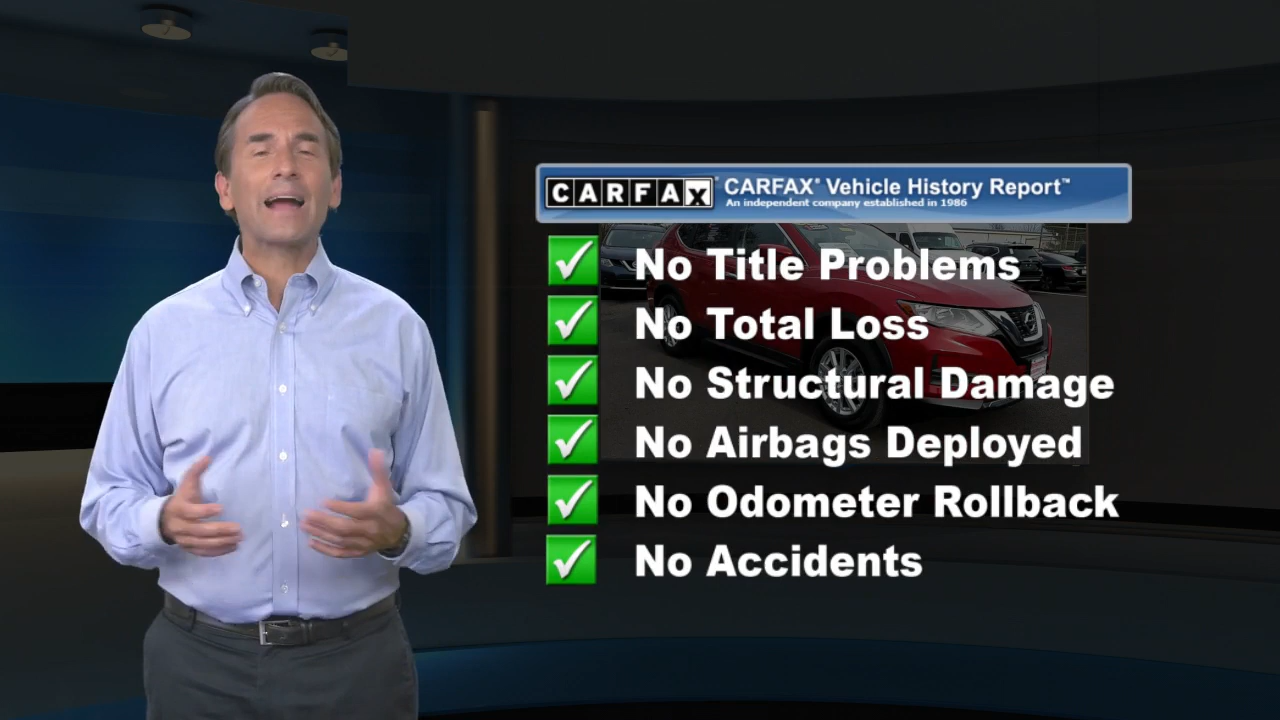 CARFAX
CARFAX® Vehicle History Report™
An independent company established in 1986
No Title Problems
No Total Loss
No Structural Damage
No Airbags Deployed
No Odometer Rollback
No Accidents